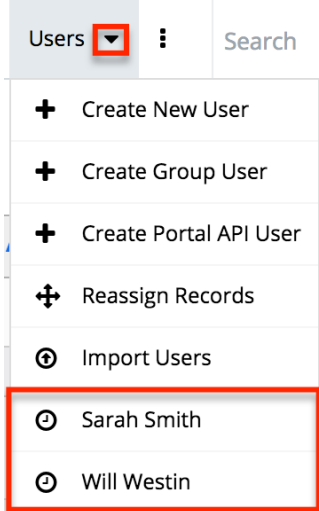 Users
Search
Create New User
Create Group User
Create Portal API User
Reassign Records
Import Users
Sarah Smith
Will Westin